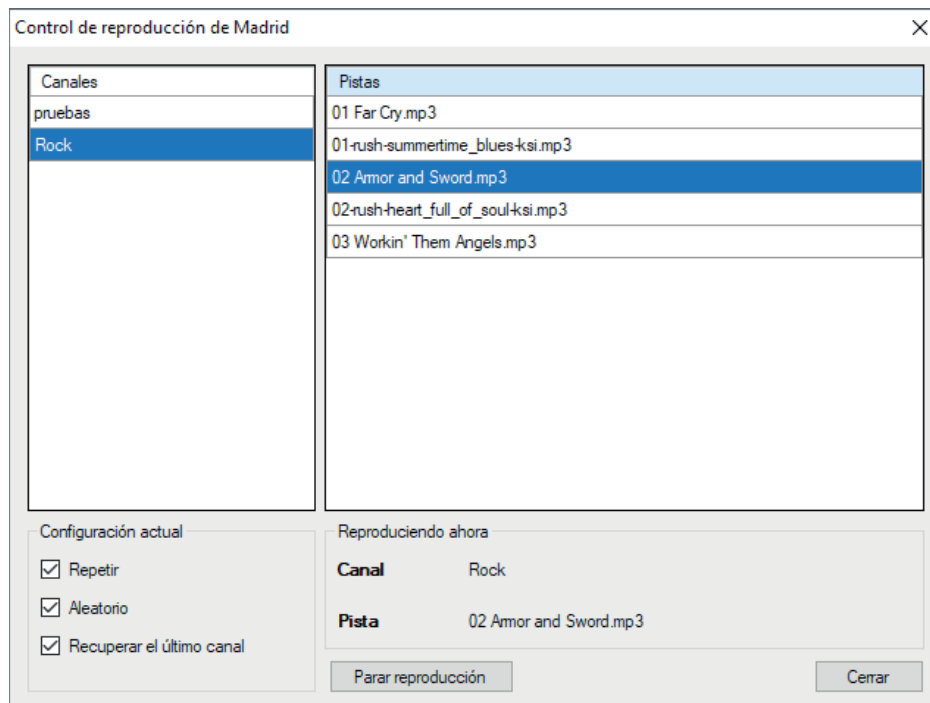 Control de reproducción de Madrid
Canales
pruebas
Rock
Pistas
01 Far Cry.mp3
01-rush-summertime_blues-ksi.mp3
02 Armor and Sword.mp3
02-rush-heart_full_of_soul-ksi.mp3
03 Workin' Them Angels.mp3
Configuración actual
Repetir
Aleatorio
Recuperar el último canal
Reproduciendo ahora
Canal Rock
Pista 02 Armor and Sword.mp3
Parar reproducción
Cerrar